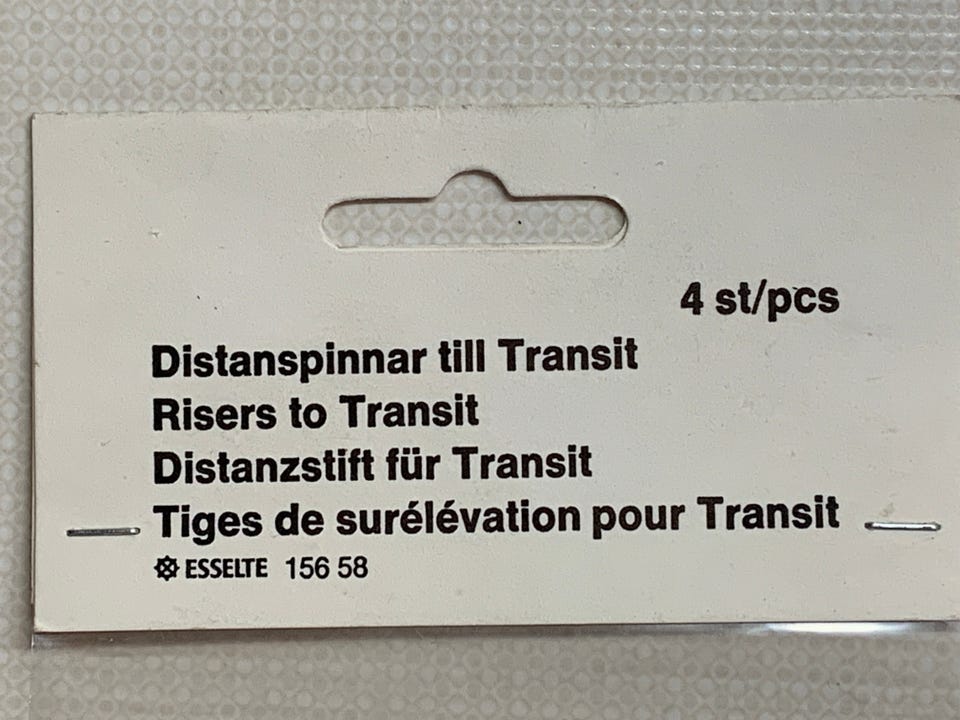 4 st/pcs
Distanspinnar till Transit
Risers to Transit
Distanzstift für Transit
Tiges de surélévation pour Transit
ESSELTE 156 58